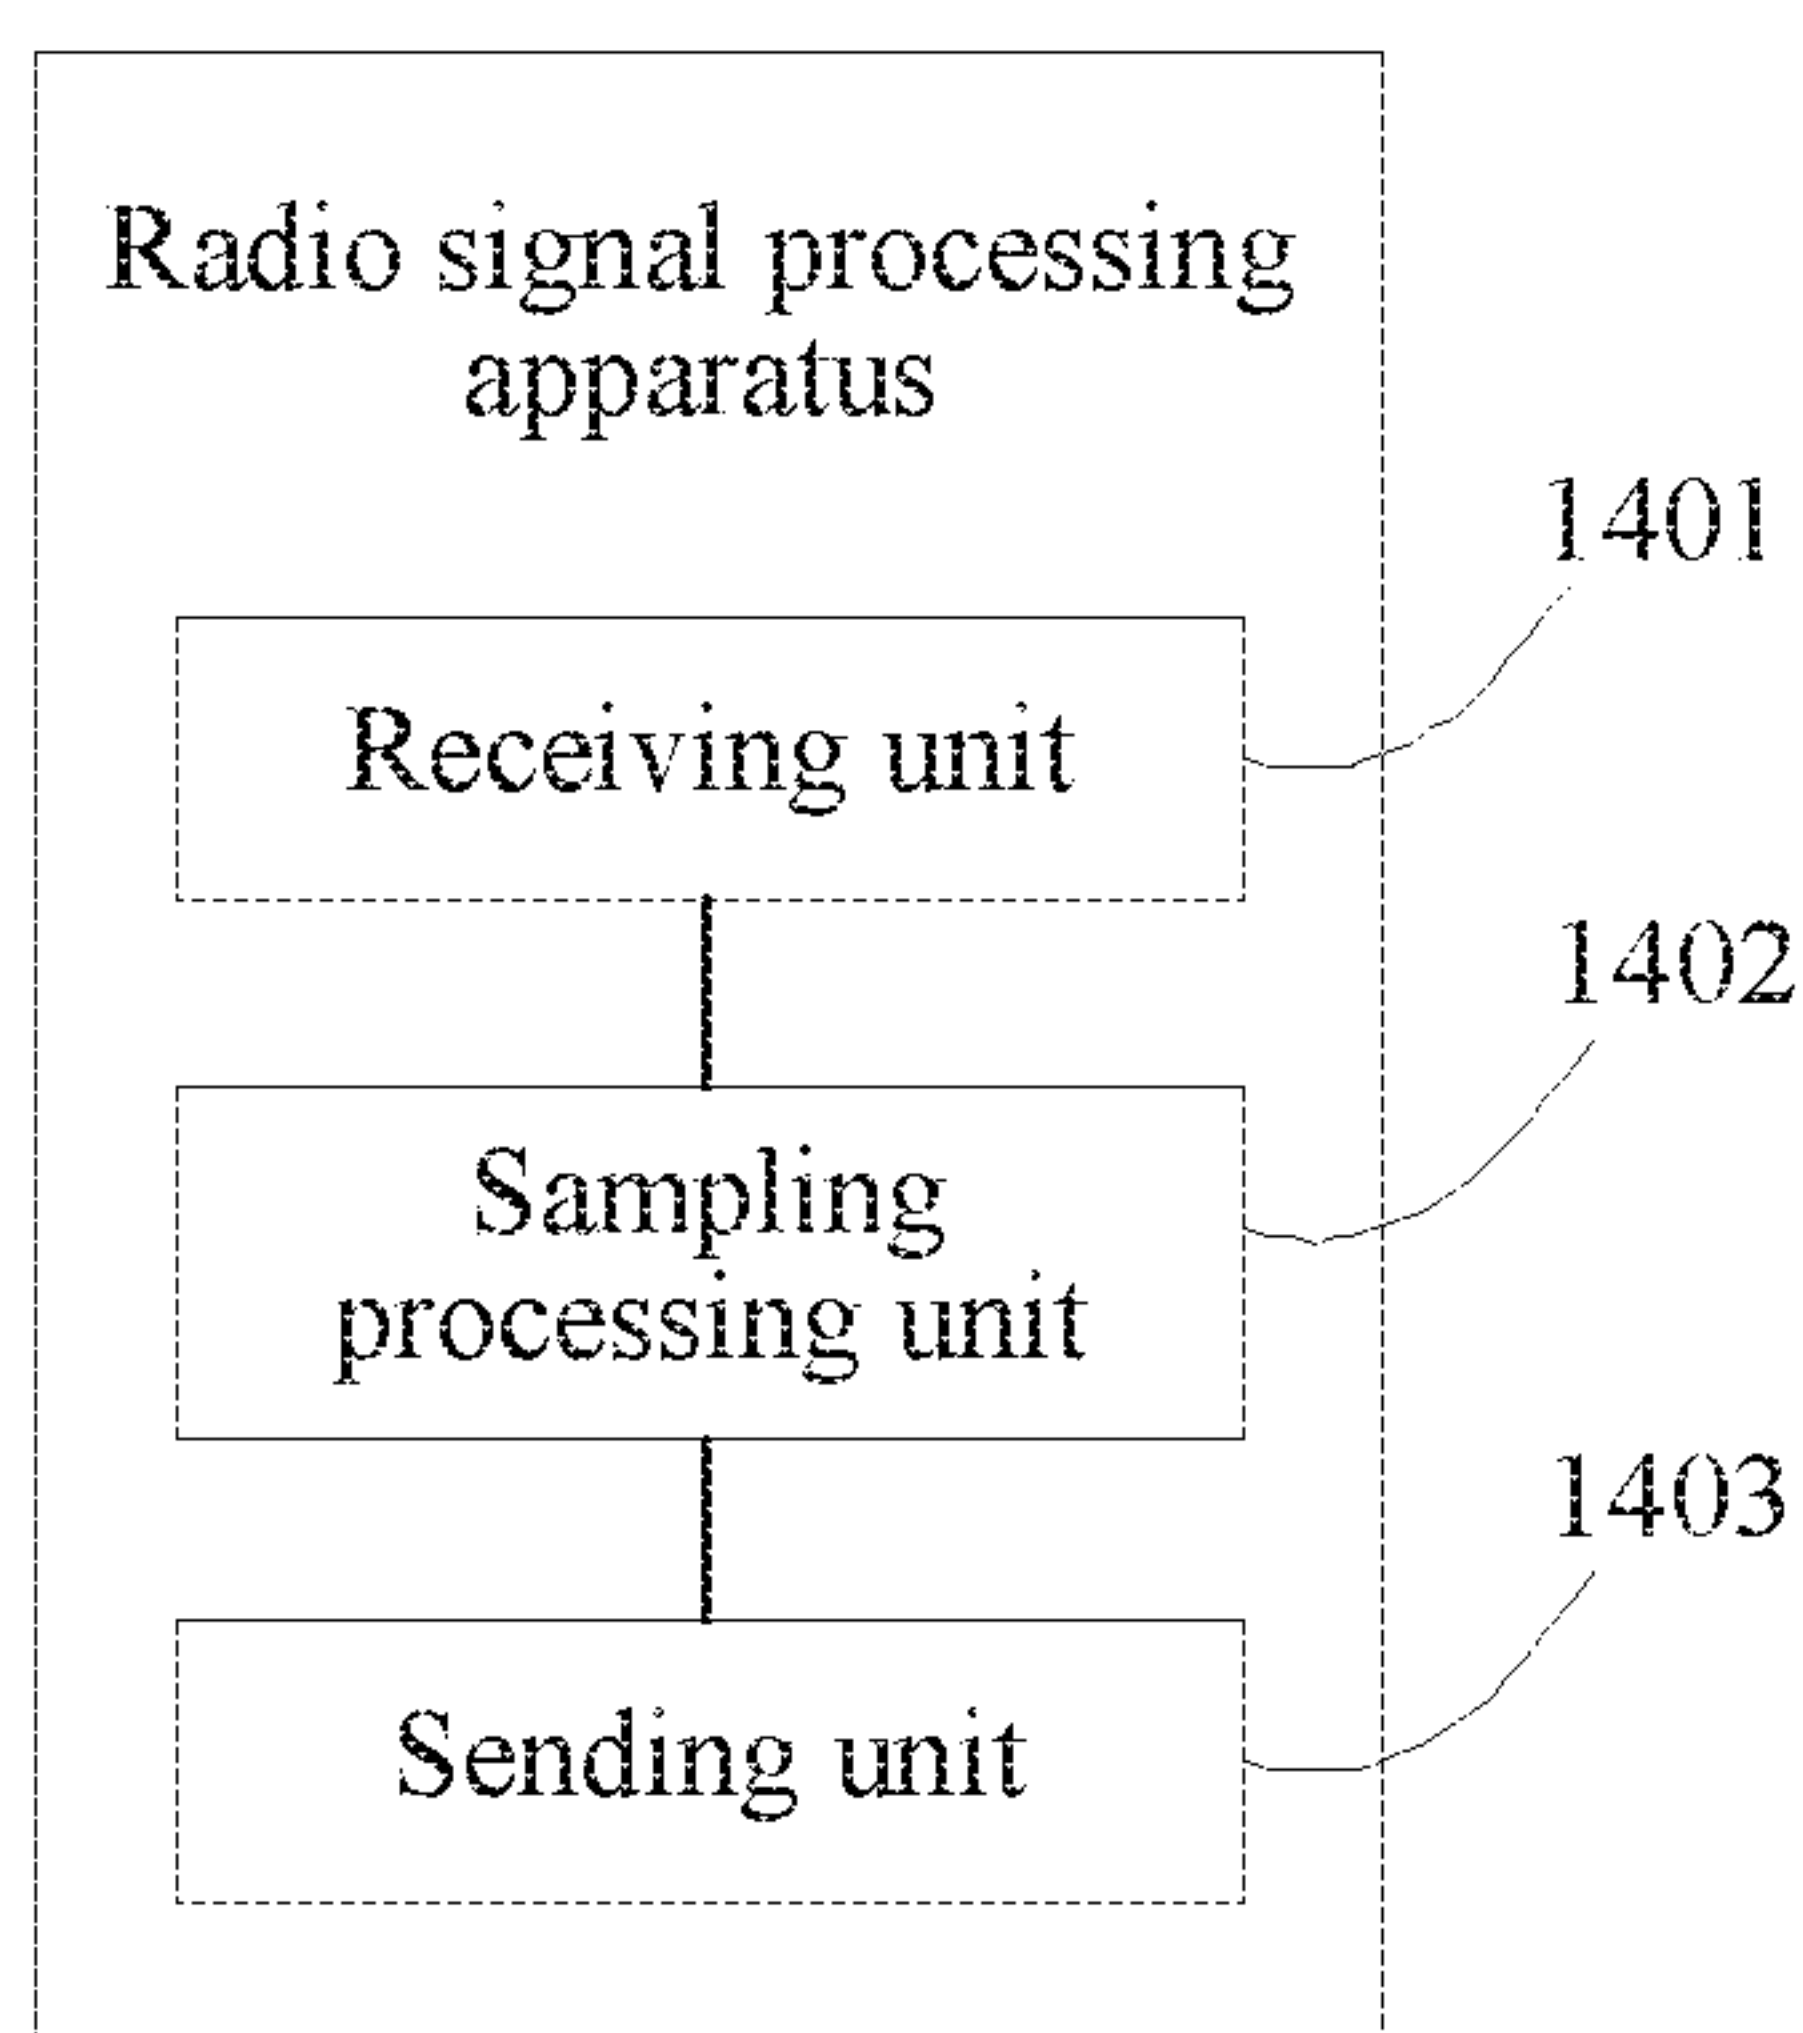 Radio signal processing
apparatus
1401
Receiving unit
1402
Sampling
processing unit
1403
Sending unit